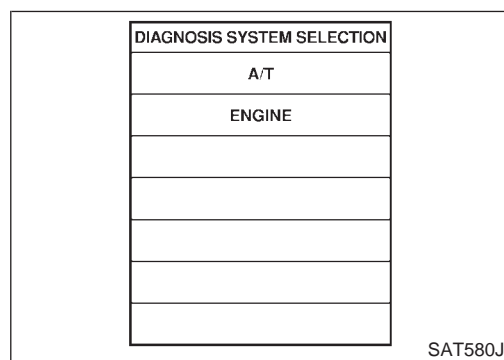 DIAGNOSIS SYSTEM SELECTION
A/T
ENGINE
SAT580J